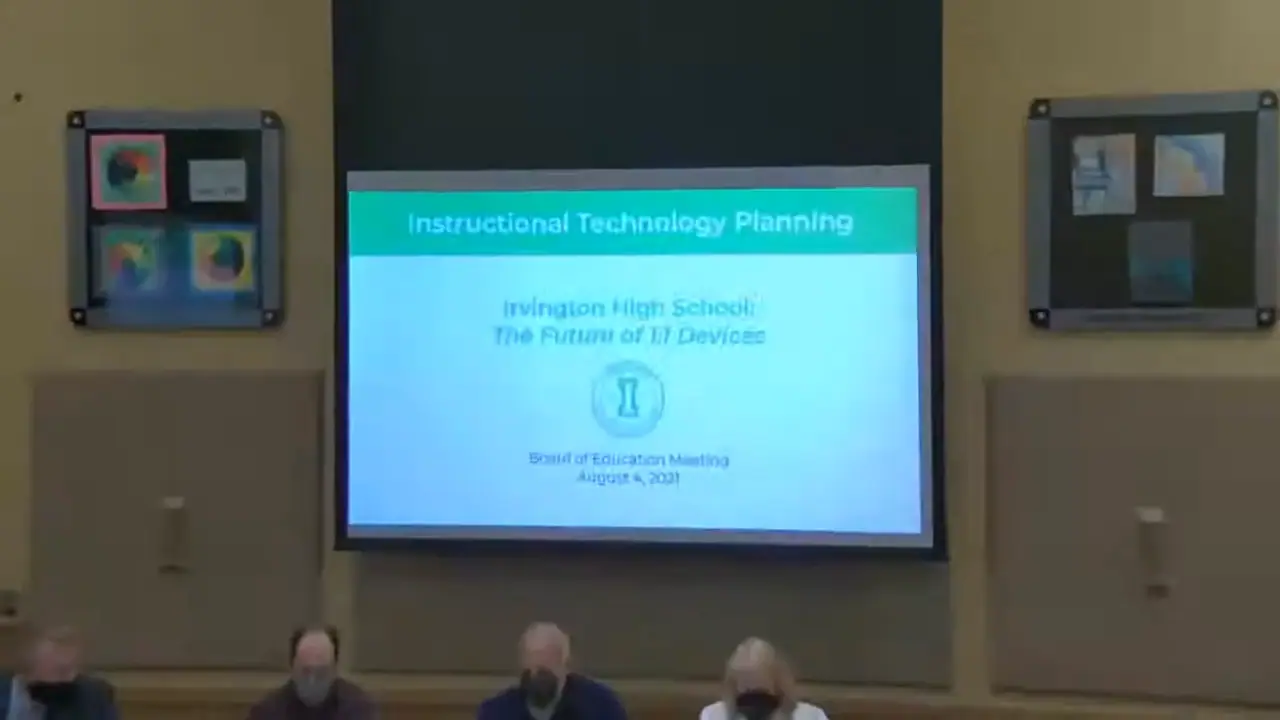 Instructional Technology Planning
Irvington High School:
The Future of 1:1 Devices
I
Board of Education Meeting
August 4, 2021